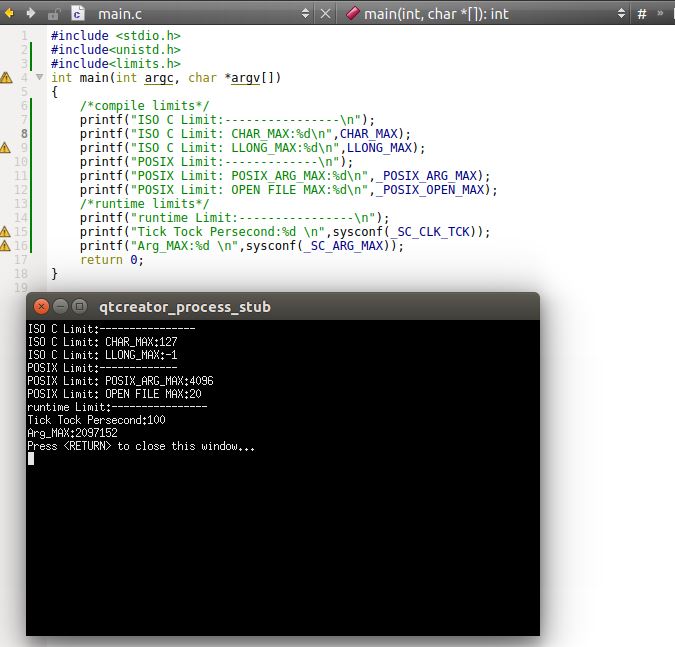 main.c main(int, char *[]): int # »
1 #include <stdio.h>
2 #include<unistd.h>
3 #include<limits.h>
4 int main(int argc, char *argv[])
5 {
6 /*compile limits*/
7 printf("ISO C Limit:----------------\n");
8 printf("ISO C Limit: CHAR_MAX:%d\n",CHAR_MAX);
9 printf("ISO C Limit: LLONG_MAX:%d\n",LLONG_MAX);
10 printf("POSIX Limit:-------------\n");
11 printf("POSIX Limit: POSIX_ARG_MAX:%d\n",_POSIX_ARG_MAX);
12 printf("POSIX Limit: OPEN FILE MAX:%d\n",_POSIX_OPEN_MAX);
13 /*runtime limits*/
14 printf("runtime Limit:----------------\n");
15 printf("Tick Tock Persecond:%d \n",sysconf(_SC_CLK_TCK));
16 printf("Arg_MAX:%d \n",sysconf(_SC_ARG_MAX));
17 return 0;
18 }
19
qtcreator_process_stub
ISO C Limit:----------------
ISO C Limit: CHAR_MAX:127
ISO C Limit: LLONG_MAX:-1
POSIX Limit:-------------
POSIX Limit: POSIX_ARG_MAX:4096
POSIX Limit: OPEN FILE MAX:20
runtime Limit:----------------
Tick Tock Persecond:100
Arg_MAX:2097152
Press <RETURN> to close this window...